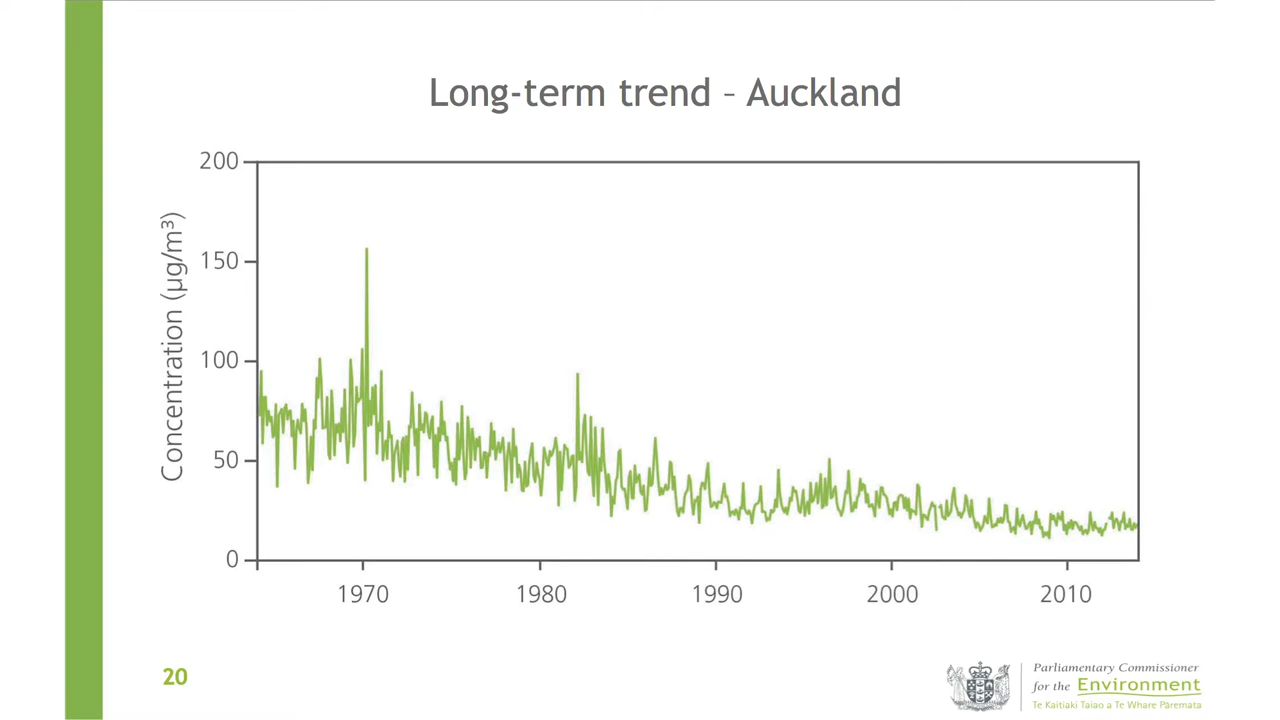 Long-term trend – Auckland
200
150
100
50
0
Concentration (µg/m³)
1970 1980 1990 2000 2010
20
Parliamentary Commissioner
for the Environment
Te Kaitiaki Taiao a Te Whare Pāremata